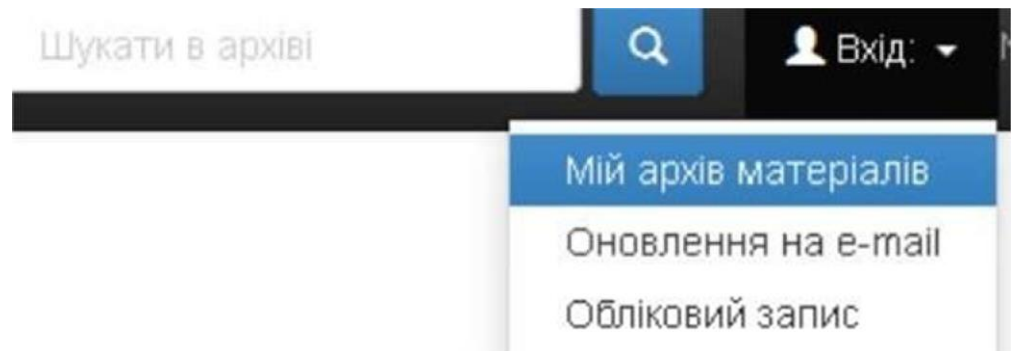 Шукати в архіві
Вхід:
Мій архів матеріалів
Оновлення на e-mail
Обліковий запис